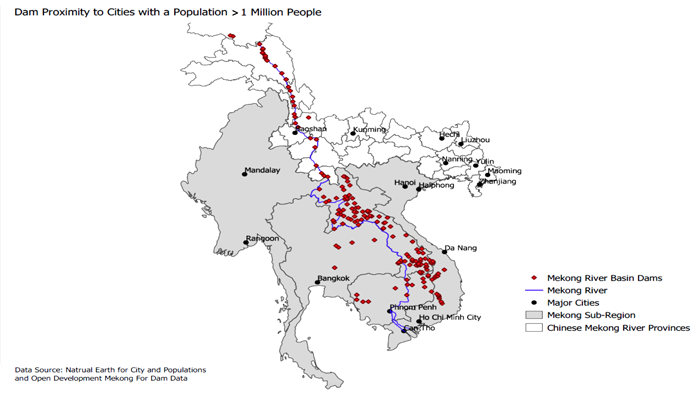 Dam Proximity to Cities with a Population >1 Million People
Baoshan
Kunming
Hechi
Liuzhou
Nanning
Yulin
Maoming
Zhanjiang
Mandalay
Hanoi
Haiphong
Rangoon
Da Nang
Bangkok
Phnom Penh
Ho Chi Minh City
Can Tho
Mekong River Basin Dams
Mekong River
Major Cities
Mekong Sub-Region
Chinese Mekong River Provinces
Data Source: Natrual Earth for City and Populations
and Open Development Mekong For Dam Data